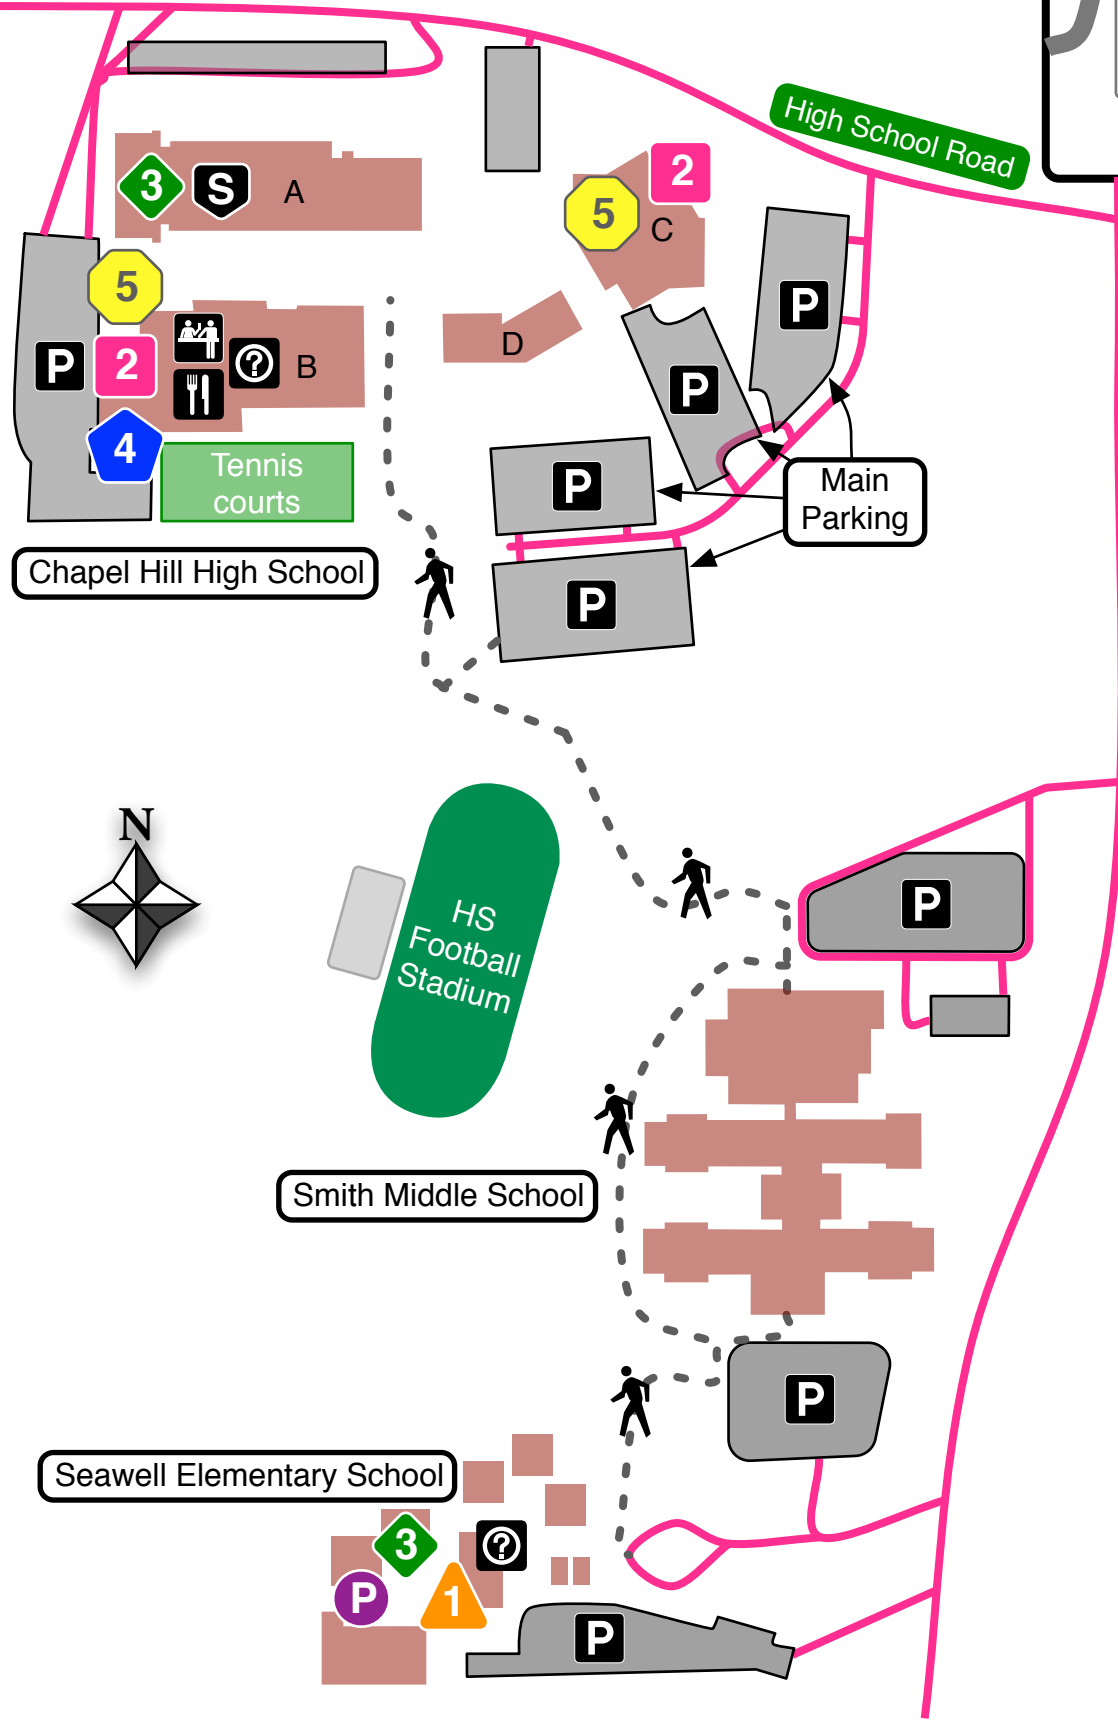 High School Road
3
S
A
2
5
C
5
P
P
2
?
B
D
P
P
4
Tennis
courts
P
Main
Parking
Chapel Hill High School
P
N
HS
Football
Stadium
P
Smith Middle School
P
Seawell Elementary School
3
?
P
1
P